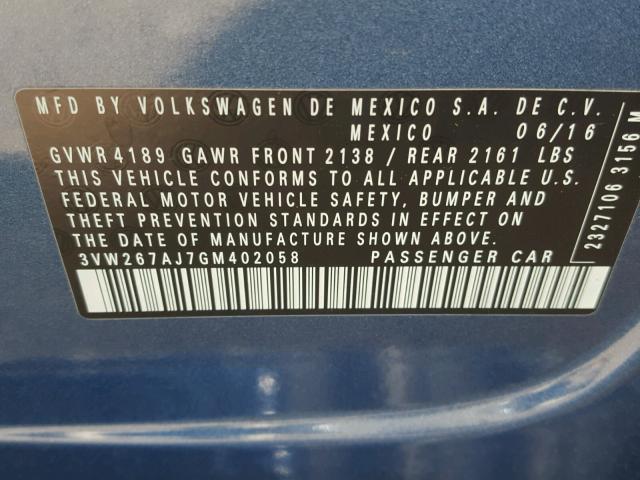 MFD BY VOLKSWAGEN DE MEXICO S.A. DE C.V.
MEXICO 06/16
GVWR 4189 GAWR FRONT 2138 / REAR 2161 LBS
THIS VEHICLE CONFORMS TO ALL APPLICABLE U.S.
FEDERAL MOTOR VEHICLE SAFETY, BUMPER AND
THEFT PREVENTION STANDARDS IN EFFECT ON
THE DATE OF MANUFACTURE SHOWN ABOVE.
3VW267AJ7GM402058 PASSENGER CAR
2327106 3156 M